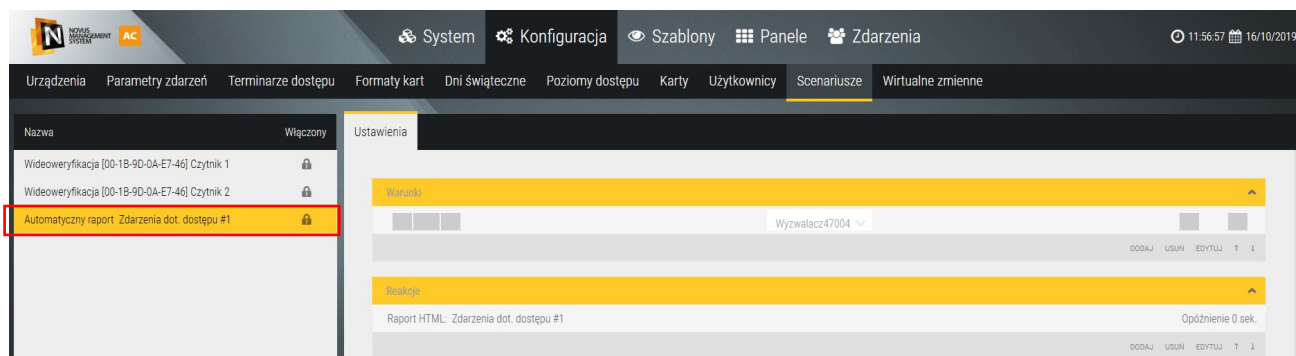 NOVUS MANAGEMENT SYSTEM AC System Konfiguracja Szablony Panele Zdarzenia 11:56:57 16/10/2019
Urządzenia Parametry zdarzeń Terminarze dostępu Formaty kart Dni świąteczne Poziomy dostępu Karty Użytkownicy Scenariusze Wirtualne zmienne
Nazwa Włączony Ustawienia
Wideoweryfikacja [00-1B-9D-0A-E7-46] Czytnik 1
Wideoweryfikacja [00-1B-9D-0A-E7-46] Czytnik 2
Warunki
Automatyczny raport Zdarzenia dot. dostępu #1
Wyzwalacz47004
DODAJ USUŃ EDYTUJ ↑ ↓
Reakcje
Raport HTML: Zdarzenia dot. dostępu #1 Opóźnienie 0 sek.
DODAJ USUŃ EDYTUJ ↑ ↓